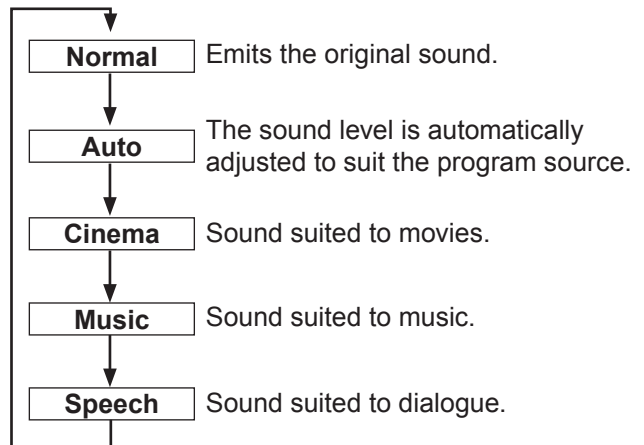 Normal Emits the original sound.
Auto The sound level is automatically
adjusted to suit the program source.
Cinema Sound suited to movies.
Music Sound suited to music.
Speech Sound suited to dialogue.